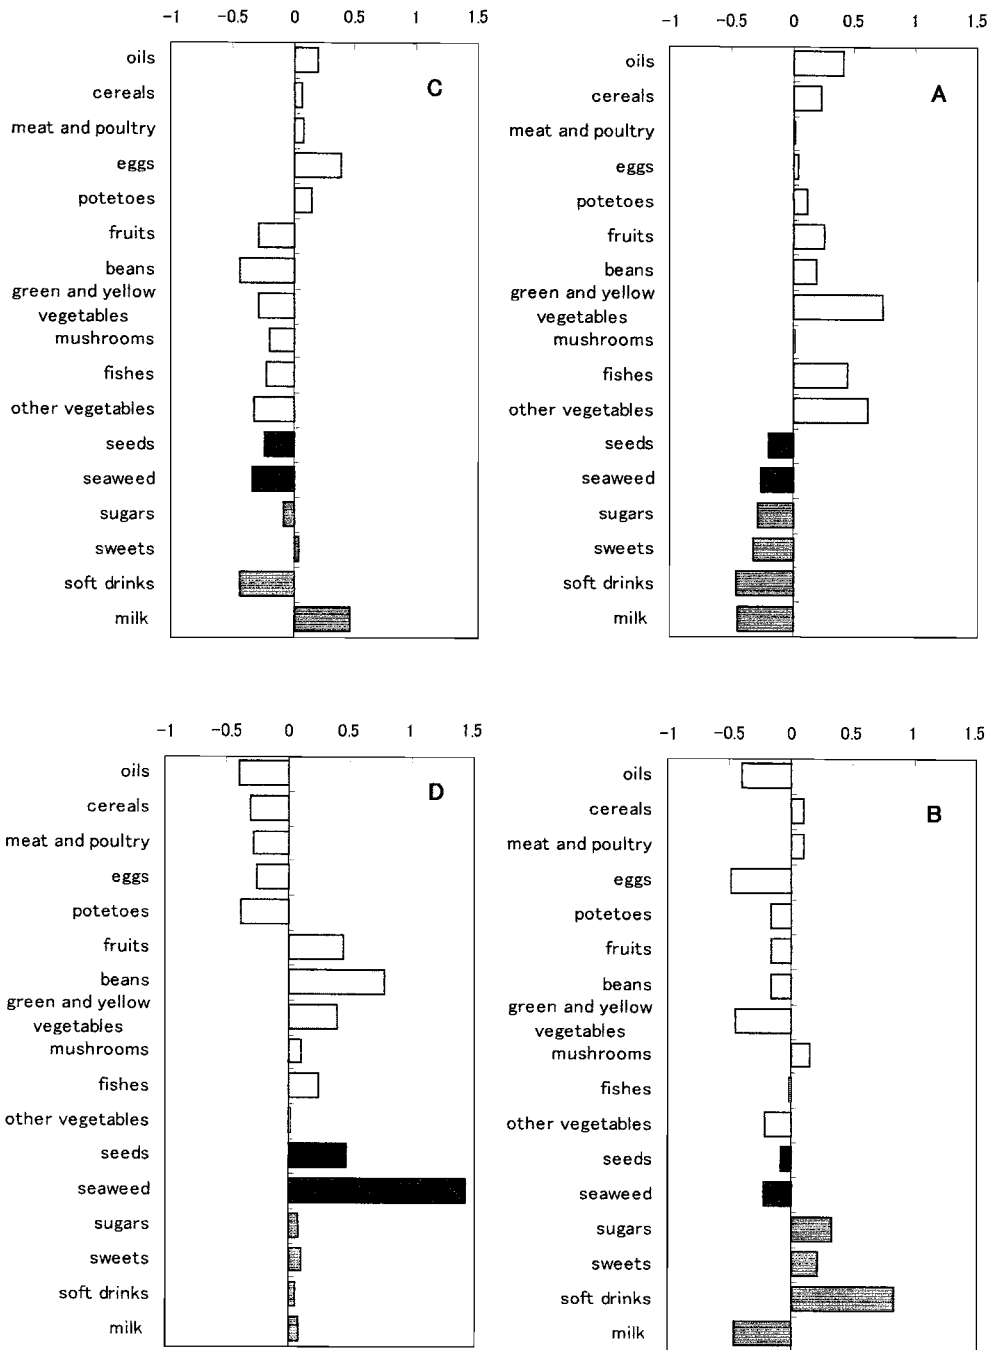 -1 -0.5 0 0.5 1 1.5
C
oils
cereals
meat and poultry
eggs
potetoes
fruits
beans
green and yellow
vegetables
mushrooms
fishes
other vegetables
seeds
seaweed
sugars
sweets
soft drinks
milk
-1 -0.5 0 0.5 1 1.5
A
oils
cereals
meat and poultry
eggs
potetoes
fruits
beans
green and yellow
vegetables
mushrooms
fishes
other vegetables
seeds
seaweed
sugars
sweets
soft drinks
milk
-1 -0.5 0 0.5 1 1.5
D
oils
cereals
meat and poultry
eggs
potetoes
fruits
beans
green and yellow
vegetables
mushrooms
fishes
other vegetables
seeds
seaweed
sugars
sweets
soft drinks
milk
-1 -0.5 0 0.5 1 1.5
B
oils
cereals
meat and poultry
eggs
potetoes
fruits
beans
green and yellow
vegetables
mushrooms
fishes
other vegetables
seeds
seaweed
sugars
sweets
soft drinks
milk